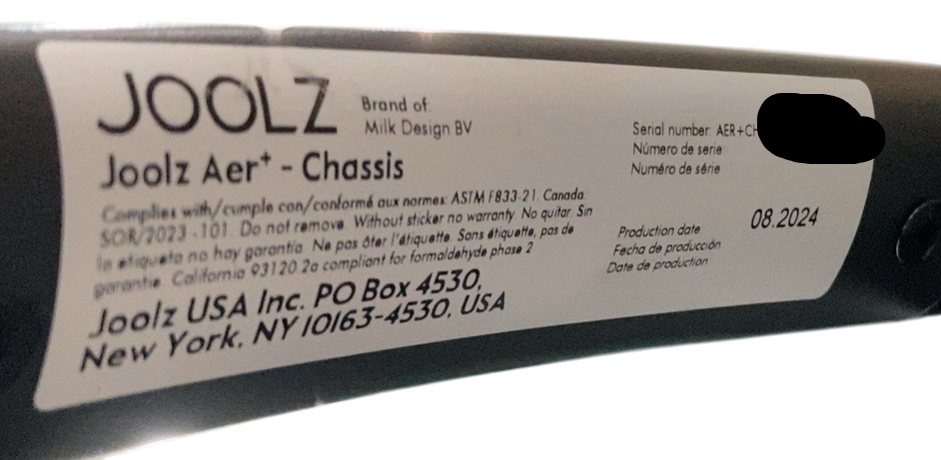 JOOLZ
Brand of:
Milk Design BV
Joolz Aer+ - Chassis
Complies with/cumple con/conformé aux normes: ASTM F833-21. Canada.
SOR/2023 -101. Do not remove. Without sticker no warranty. No quitar. Sin
la etiqueta no hay garantía. Ne pas ôter l'étiquette. Sans étiquette, pas de
garantie. California 93120.2a compliant for formaldehyde phase 2
Joolz USA Inc. PO Box 4530,
New York, NY 10163-4530, USA
Serial number: AER+CH
Número de serie
Numéro de série
08.2024
Production date
Fecha de producción
Date de production